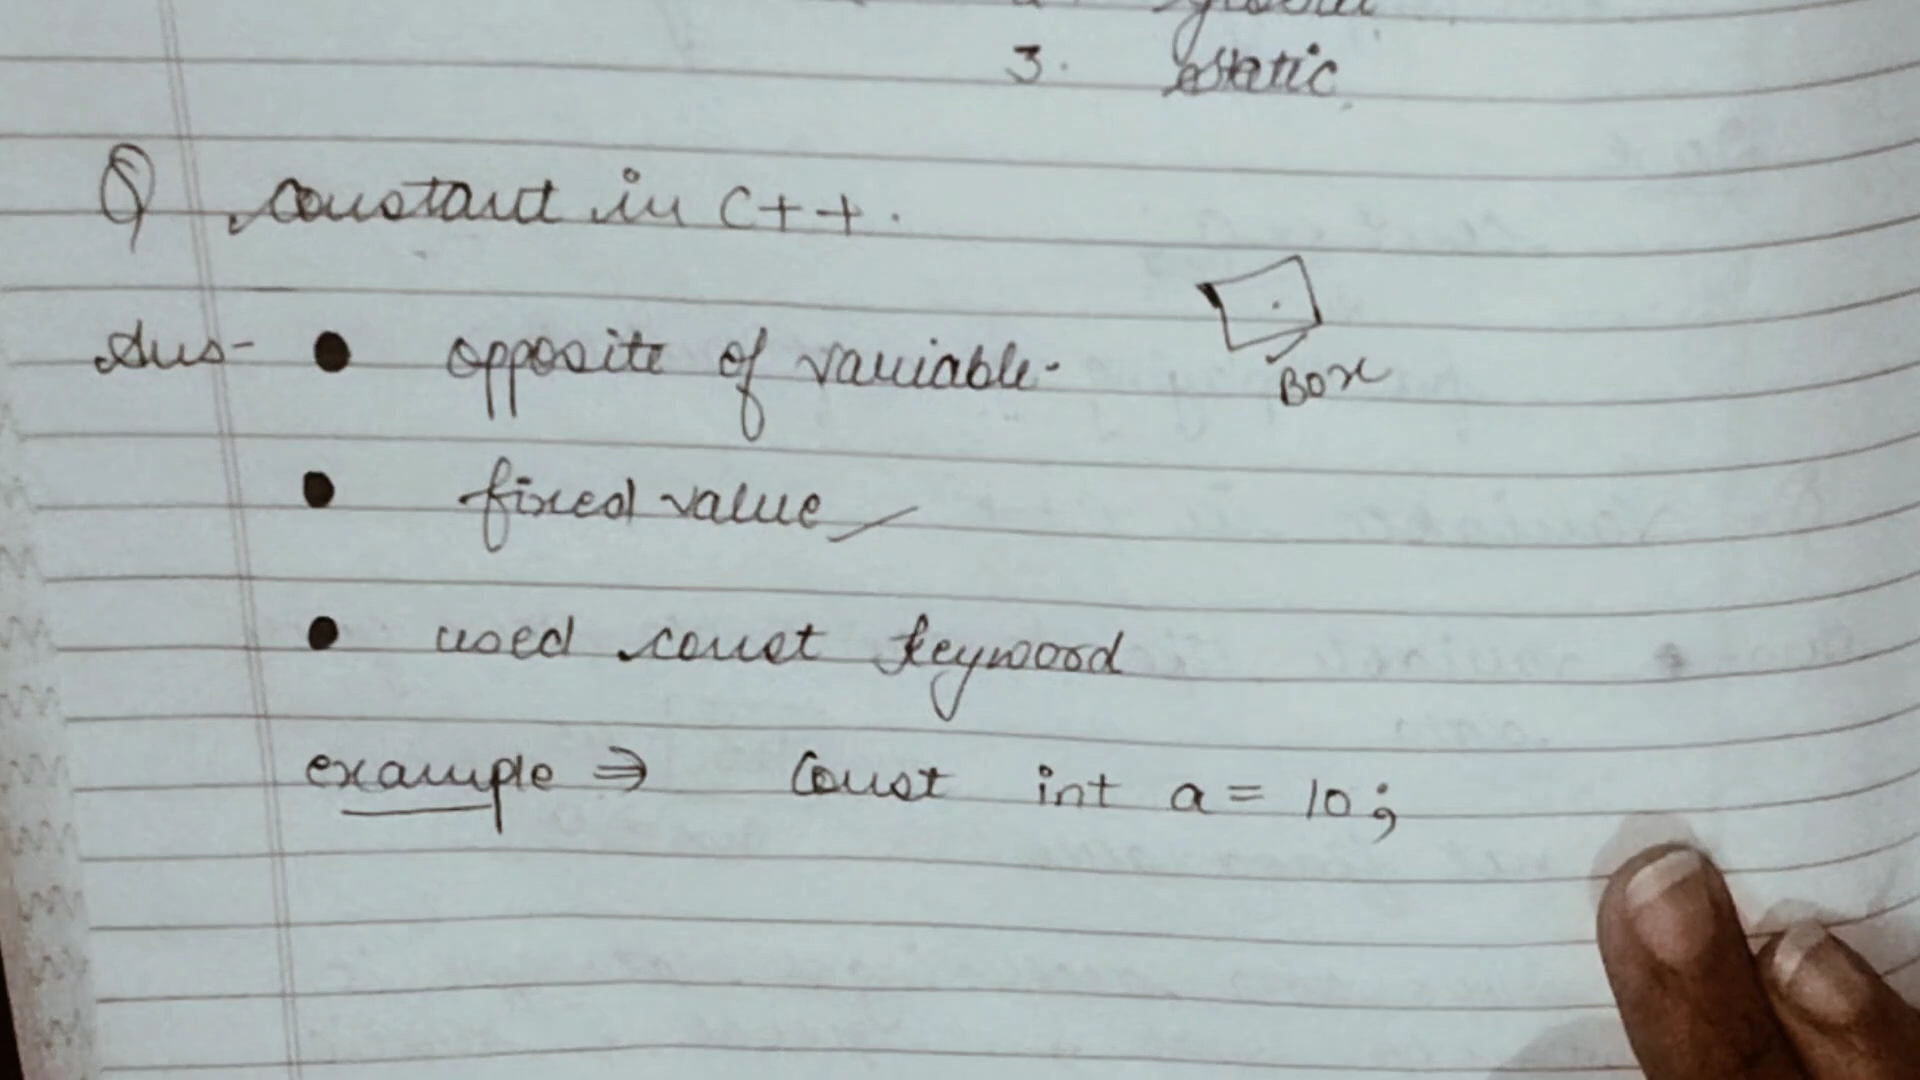 3. static
Q constant in C++.
Ans- • opposite of variable-
Box
• fixed value
• used const keyword
example ⇒ Const int a = 10;